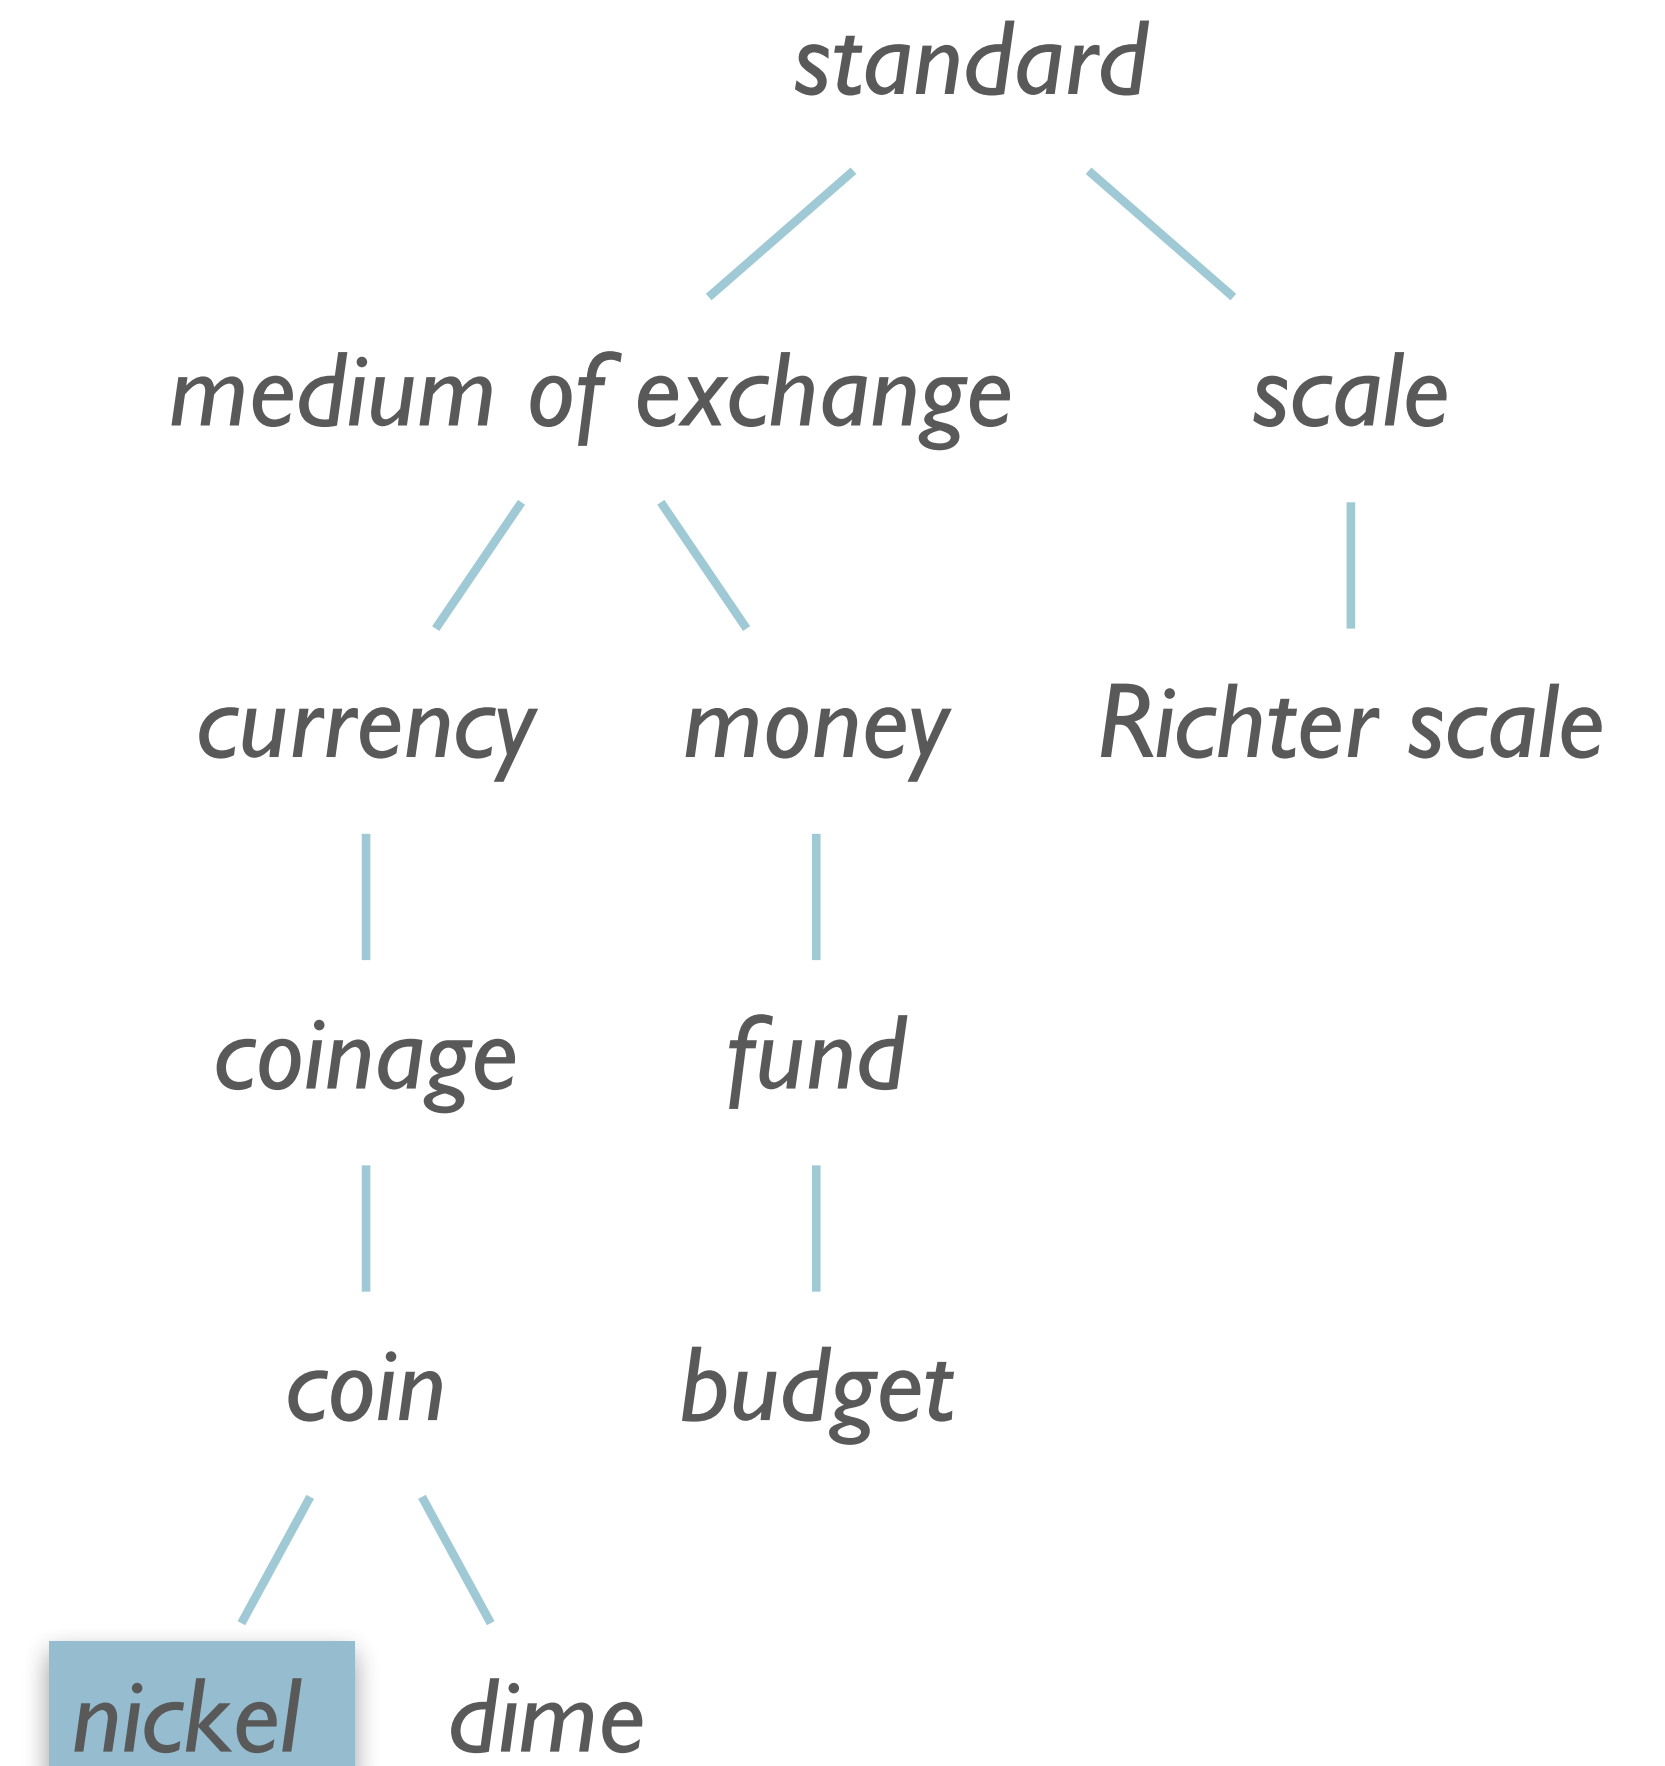 standard
medium of exchange scale
currency money Richter scale
coinage fund
coin budget
nickel dime